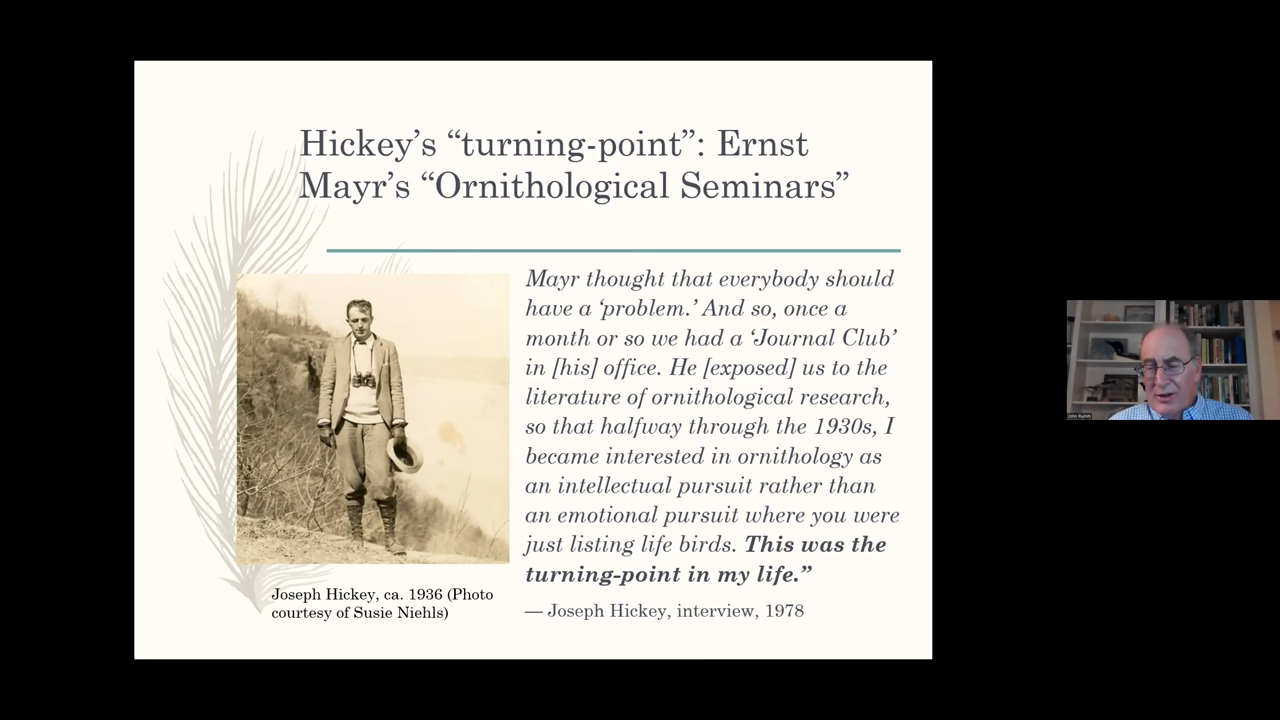 Hickey’s “turning-point”: Ernst
Mayr’s “Ornithological Seminars”
Mayr thought that everybody should
have a ‘problem.’ And so, once a
month or so we had a ‘Journal Club’
in [his] office. He [exposed] us to the
literature of ornithological research,
so that halfway through the 1930s, I
became interested in ornithology as
an intellectual pursuit rather than
an emotional pursuit where you were
just listing life birds. This was the
turning-point in my life.”
— Joseph Hickey, interview, 1978
Joseph Hickey, ca. 1936 (Photo
courtesy of Susie Niehls)